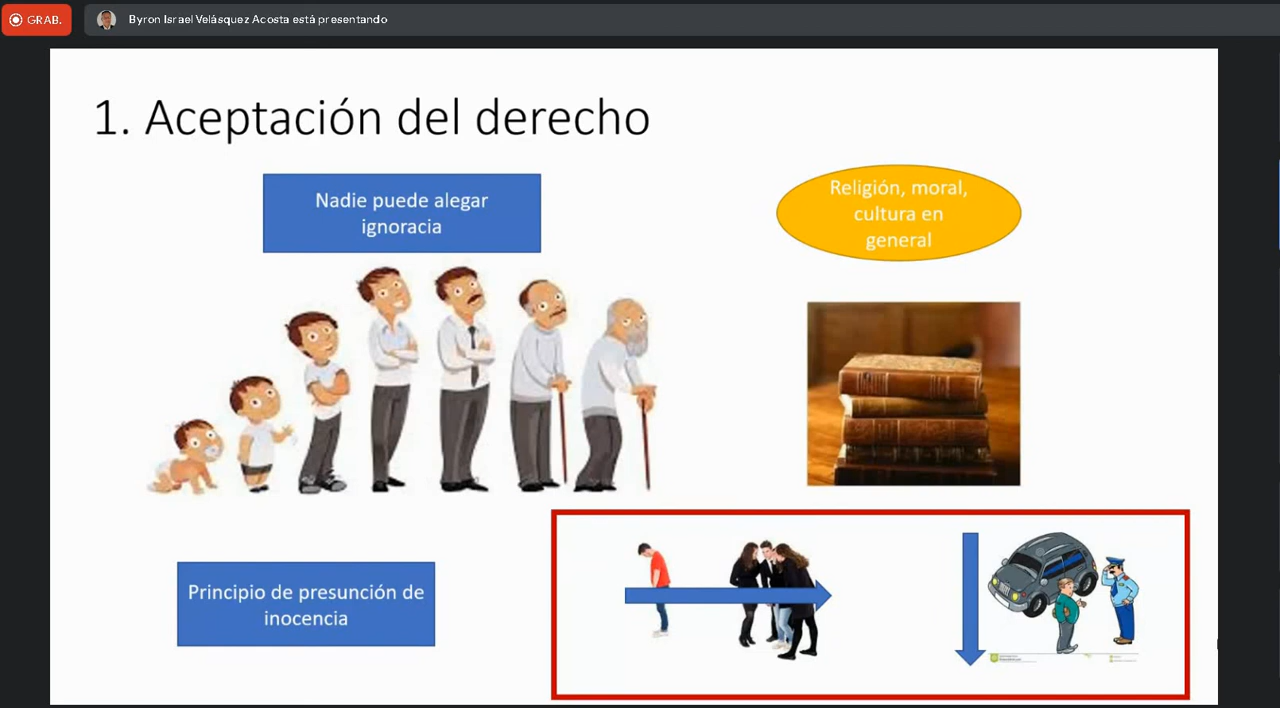 GRAB.
Byron Israel Velásquez Acosta está presentando
1. Aceptación del derecho
Nadie puede alegar
ignoracia
Religión, moral,
cultura en
general
Principio de presunción de
inocencia